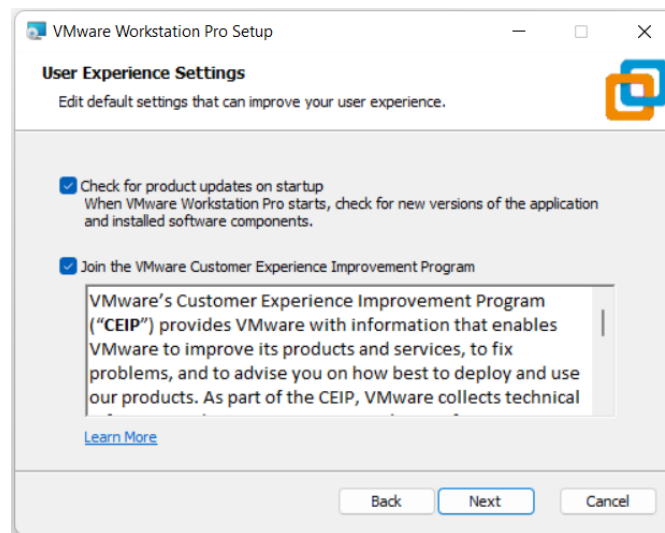 VMware Workstation Pro Setup
User Experience Settings
Edit default settings that can improve your user experience.
Check for product updates on startup
When VMware Workstation Pro starts, check for new versions of the application
and installed software components.
Join the VMware Customer Experience Improvement Program
VMware's Customer Experience Improvement Program
("CEIP") provides VMware with information that enables
VMware to improve its products and services, to fix
problems, and to advise you on how best to deploy and use
our products. As part of the CEIP, VMware collects technical
Learn More
Back Next Cancel